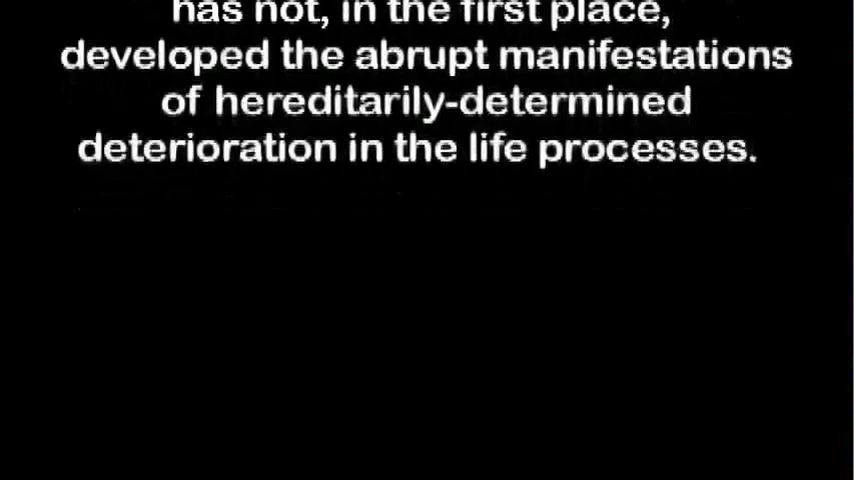 has not, in the first place,
developed the abrupt manifestations
of hereditarily-determined
deterioration in the life processes.